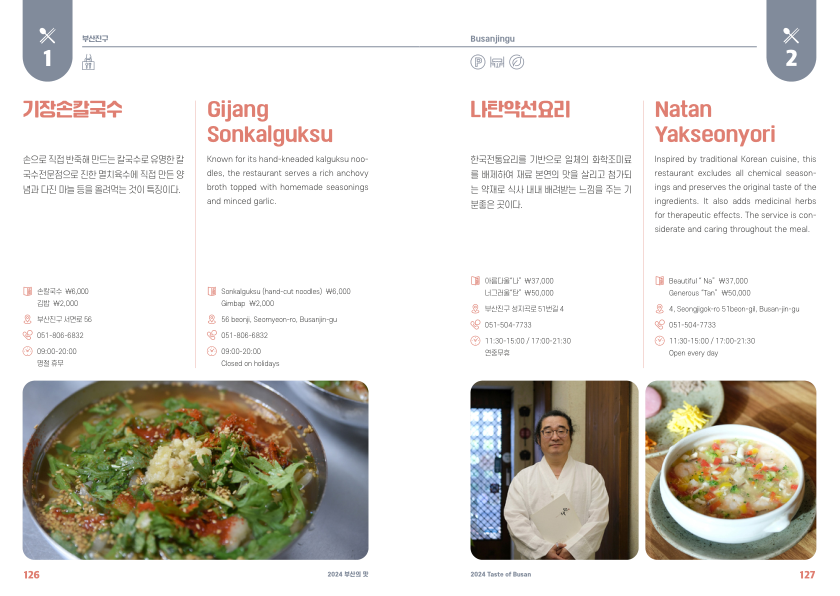 1
부산진구
기장손칼국수
손으로 직접 반죽해 만드는 칼국수로 유명한 칼
국수전문점으로 진한 멸치육수에 직접 만든 양
념과 다진 마늘 등을 올려먹는 것이 특징이다.
손칼국수 ₩6,000
김밥 ₩2,000
부산진구 서면로 56
051-806-6832
09:00-20:00
명절 휴무
Gijang
Sonkalguksu
Known for its hand-kneaded kalguksu noo-
dles, the restaurant serves a rich anchovy
broth topped with homemade seasonings
and minced garlic.
Sonkalguksu (hand-cut noodles) ₩6,000
Gimbap ₩2,000
56 beonji, Seomyeon-ro, Busanjin-gu
051-806-6832
09:00-20:00
Closed on holidays
126
2024 부산의 맛
Busanjingu
2
P
나탄약선요리
한국전통요리를 기반으로 일체의 화학조미료
를 배제하여 재료 본연의 맛을 살리고 첨가되
는 약재로 식사 내내 배려받는 느낌을 주는 기
분좋은 곳이다.
아름다울"나" ₩37,000
너그러울"탄" ₩50,000
부산진구 성지곡로 51번길 4
051-504-7733
11:30-15:00 / 17:00-21:30
연중무휴
Natan
Yakseonyori
Inspired by traditional Korean cuisine, this
restaurant excludes all chemical season-
ings and preserves the original taste of the
ingredients. It also adds medicinal herbs
for therapeutic effects. The service is con-
siderate and caring throughout the meal.
Beautiful " Na" ₩37,000
Generous "Tan" ₩50,000
4, Seongjigok-ro 51beon-gil, Busan-jin-gu
051-504-7733
11:30-15:00 / 17:00-21:30
Open every day
2024 Taste of Busan
127